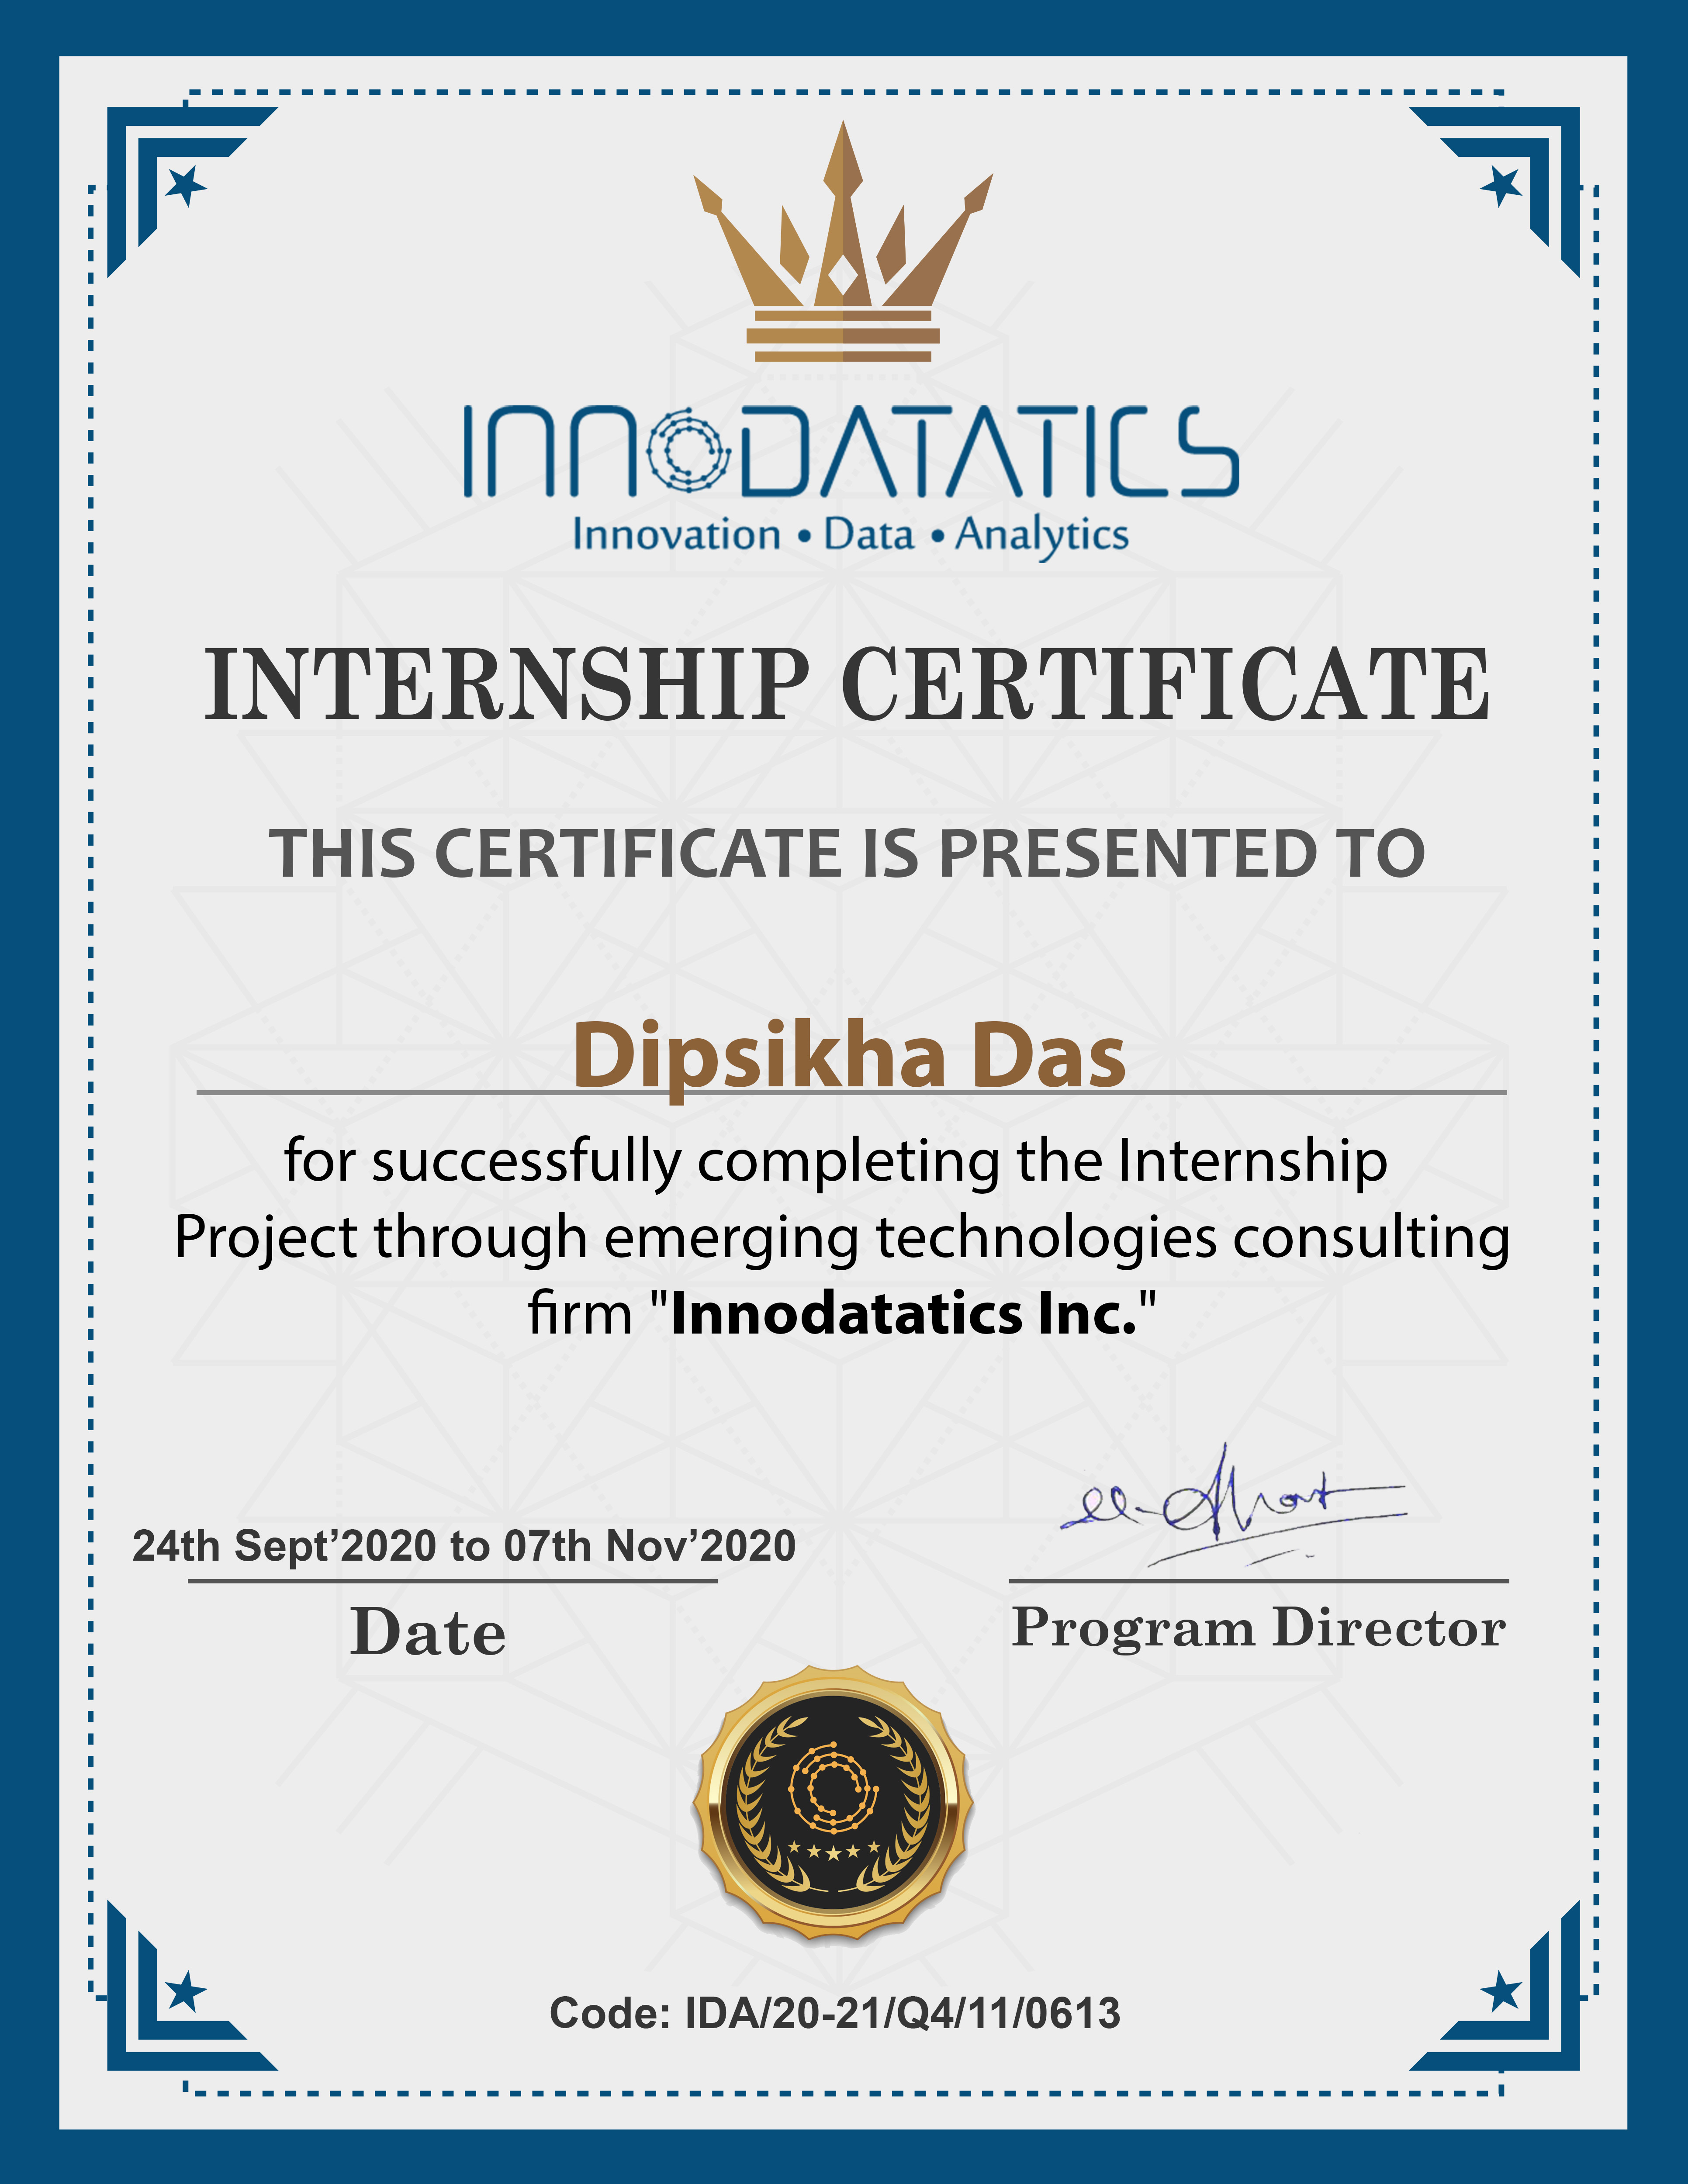 INNODATATICS
Innovation • Data • Analytics
INTERNSHIP CERTIFICATE
THIS CERTIFICATE IS PRESENTED TO
Dipsikha Das
for successfully completing the Internship
Project through emerging technologies consulting
firm "Innodatatics Inc."
24th Sept’2020 to 07th Nov’2020
Date
Program Director
Code: IDA/20-21/Q4/11/0613